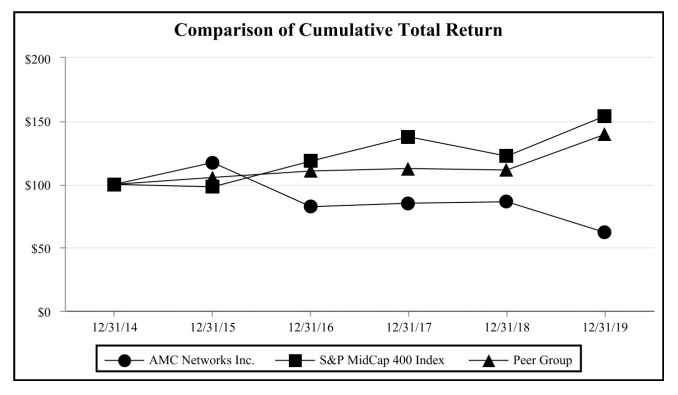 Comparison of Cumulative Total Return
$200
$150
$100
$50
$0
12/31/14 12/31/15 12/31/16 12/31/17 12/31/18 12/31/19
AMC Networks Inc. S&P MidCap 400 Index Peer Group